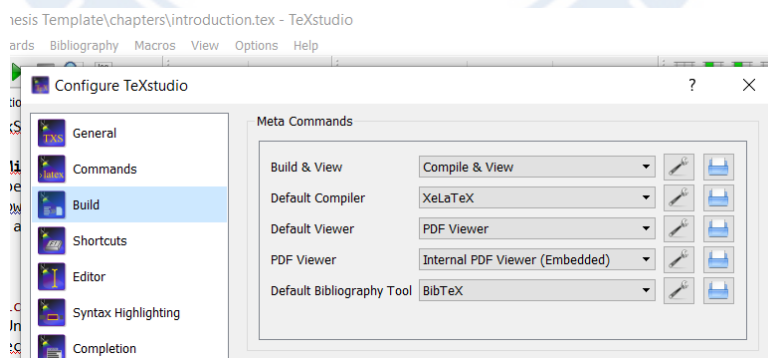 hesis Template\chapters\introduction.tex - TeXstudio
ards Bibliography Macros View Options Help
Configure TeXstudio ? ×
General
Commands
Build
Shortcuts
Editor
Syntax Highlighting
Completion
Meta Commands
Build & View Compile & View
Default Compiler XeLaTeX
Default Viewer PDF Viewer
PDF Viewer Internal PDF Viewer (Embedded)
Default Bibliography Tool BibTeX